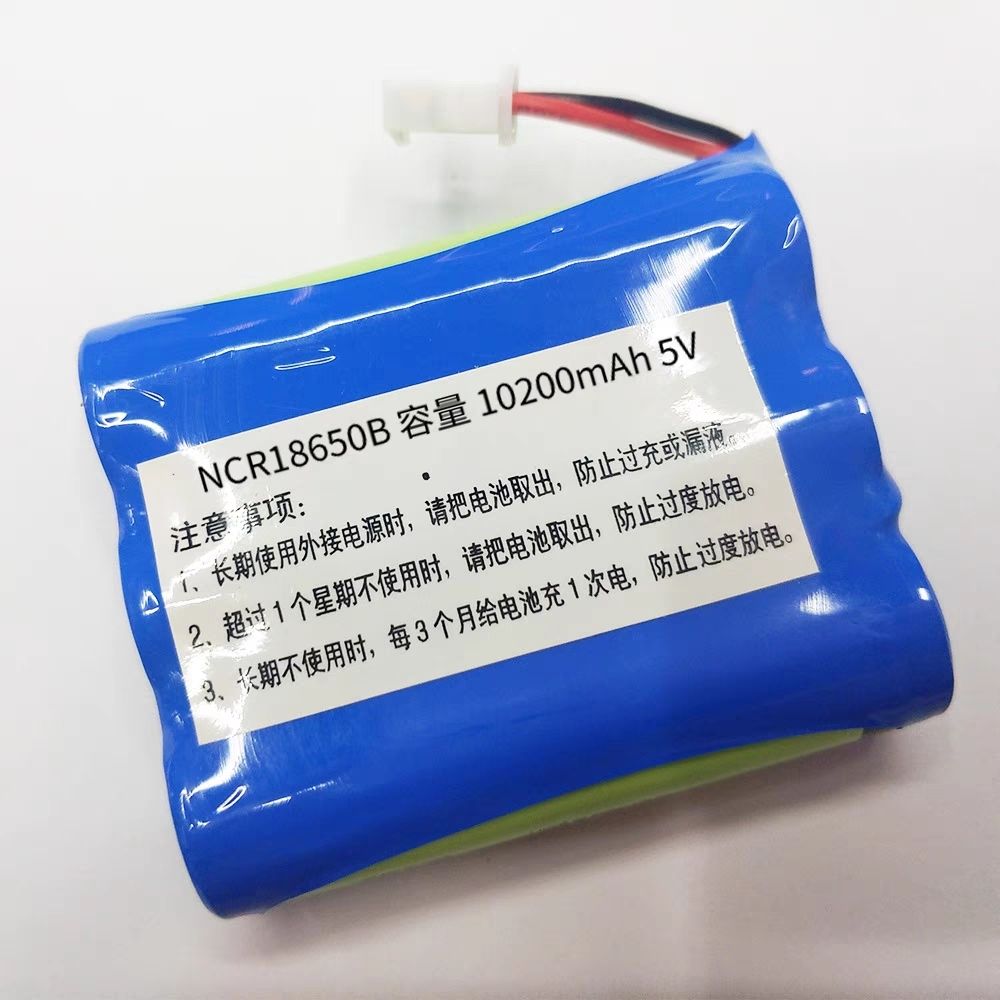 NCR18650B 容量 10200mAh 5V
注意事项：
1、长期使用外接电源时，请把电池取出，防止过充或漏液。
2、超过1个星期不使用时，请把电池取出，防止过度放电。
3、长期不使用时，每3个月给电池充1次电，防止过度放电。